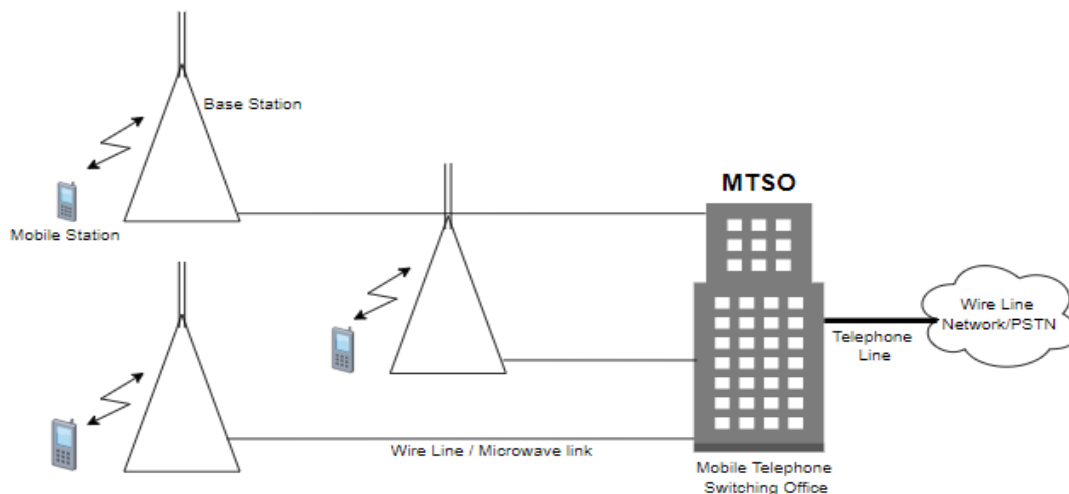 Base Station
Mobile Station
MTSO
Wire Line
Network/PSTN
Telephone
Line
Wire Line / Microwave link
Mobile Telephone
Switching Office